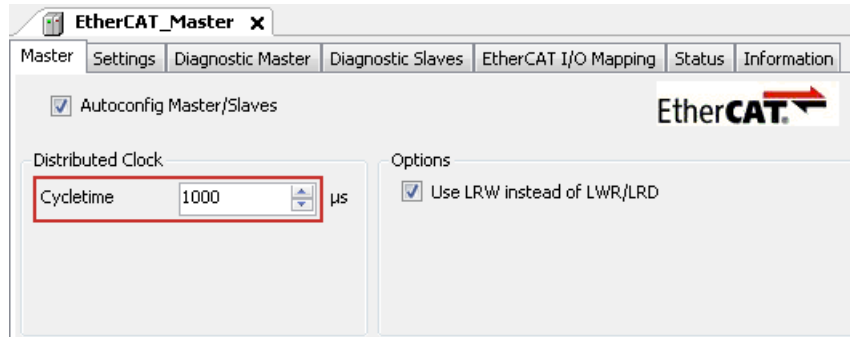 EtherCAT_Master x
Master Settings Diagnostic Master Diagnostic Slaves EtherCAT I/O Mapping Status Information
Autoconfig Master/Slaves
EtherCAT.
Distributed Clock
Options
Cycletime 1000 µs
Use LRW instead of LWR/LRD